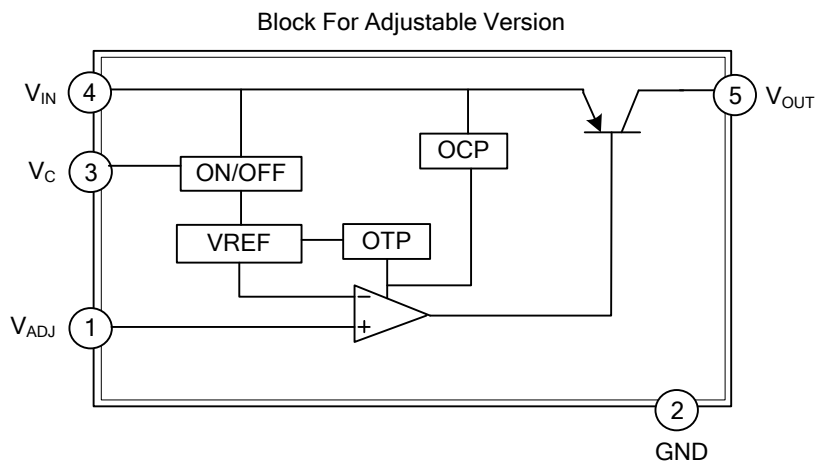 Block For Adjustable Version
VIN 4
5 VOUT
OCP
VC 3
ON/OFF
VREF
OTP
−
VADJ 1
+
2
GND